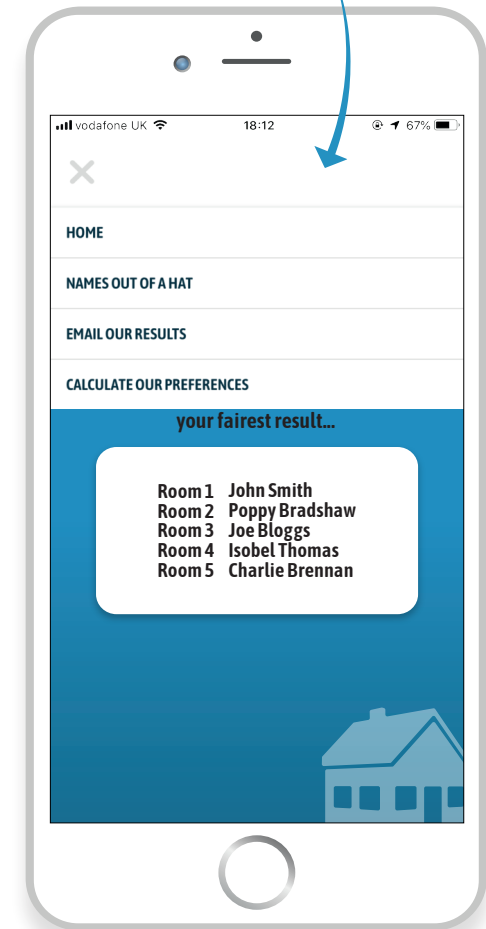 vodafone UK 18:12 67%
HOME
NAMES OUT OF A HAT
EMAIL OUR RESULTS
CALCULATE OUR PREFERENCES
your fairest result...
Room 1 John Smith
Room 2 Poppy Bradshaw
Room 3 Joe Bloggs
Room 4 Isobel Thomas
Room 5 Charlie Brennan